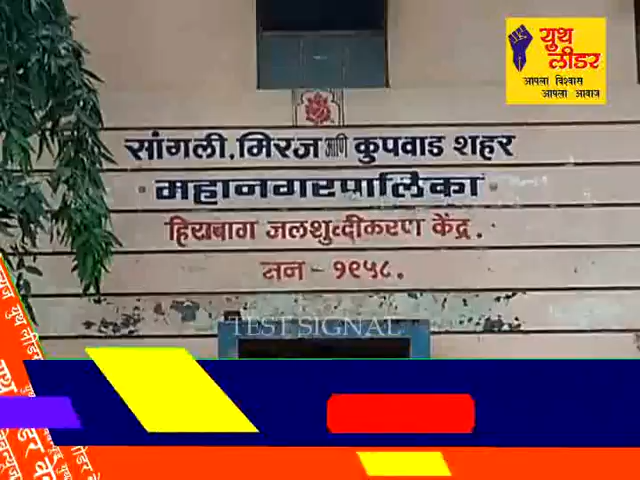 युथ
लीडर
आपला विश्वास
आपला आवाज
सांगली, मिरज आणि कुपवाड शहर
महानगरपालिका
हिराबाग जलशुध्दीकरण केंद्र.
सन - १९५८.
TEST SIGNAL